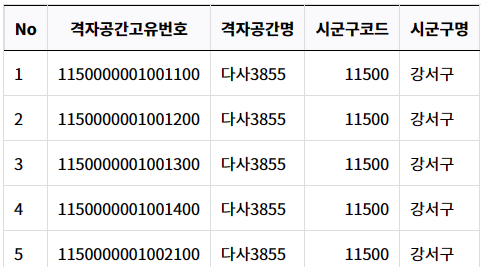 No 격자공간고유번호 격자공간명 시군구코드 시군구명
1 1150000001001100 다사3855 11500 강서구
2 1150000001001200 다사3855 11500 강서구
3 1150000001001300 다사3855 11500 강서구
4 1150000001001400 다사3855 11500 강서구
5 1150000001002100 다사3855 11500 강서구